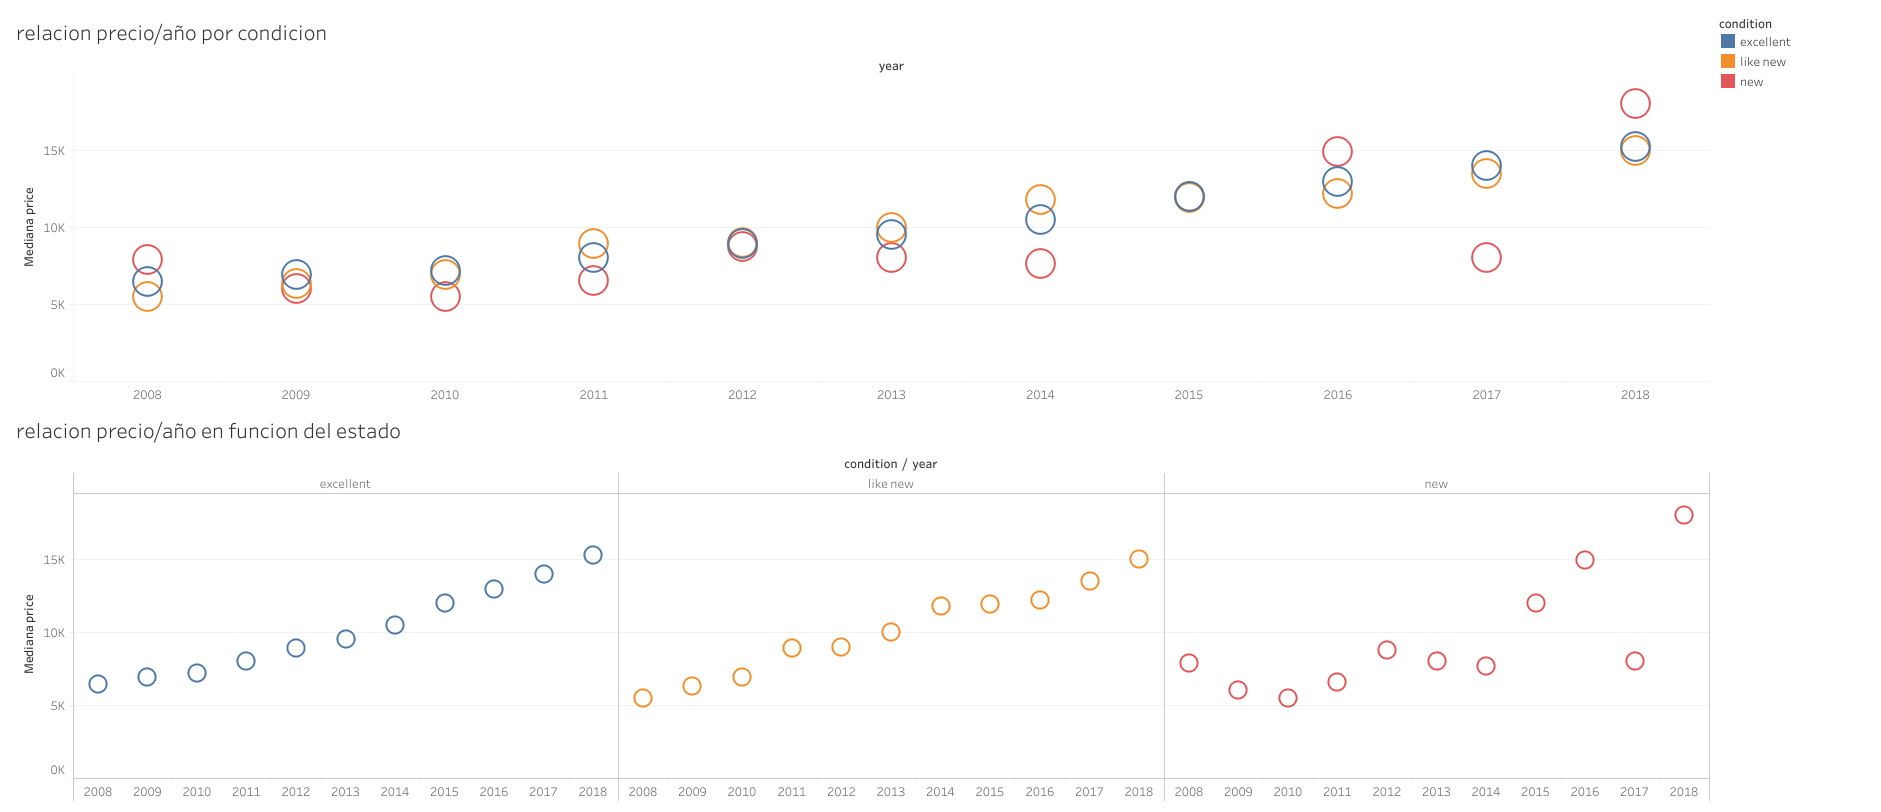 relacion precio/año por condicion
condition
excellent
like new
new
year
Mediana price
15K
10K
5K
0K
2008 2009 2010 2011 2012 2013 2014 2015 2016 2017 2018
relacion precio/año en funcion del estado
condition / year
excellent like new new
Mediana price
15K
10K
5K
0K
2008 2009 2010 2011 2012 2013 2014 2015 2016 2017 2018 2008 2009 2010 2011 2012 2013 2014 2015 2016 2017 2018 2008 2009 2010 2011 2012 2013 2014 2015 2016 2017 2018